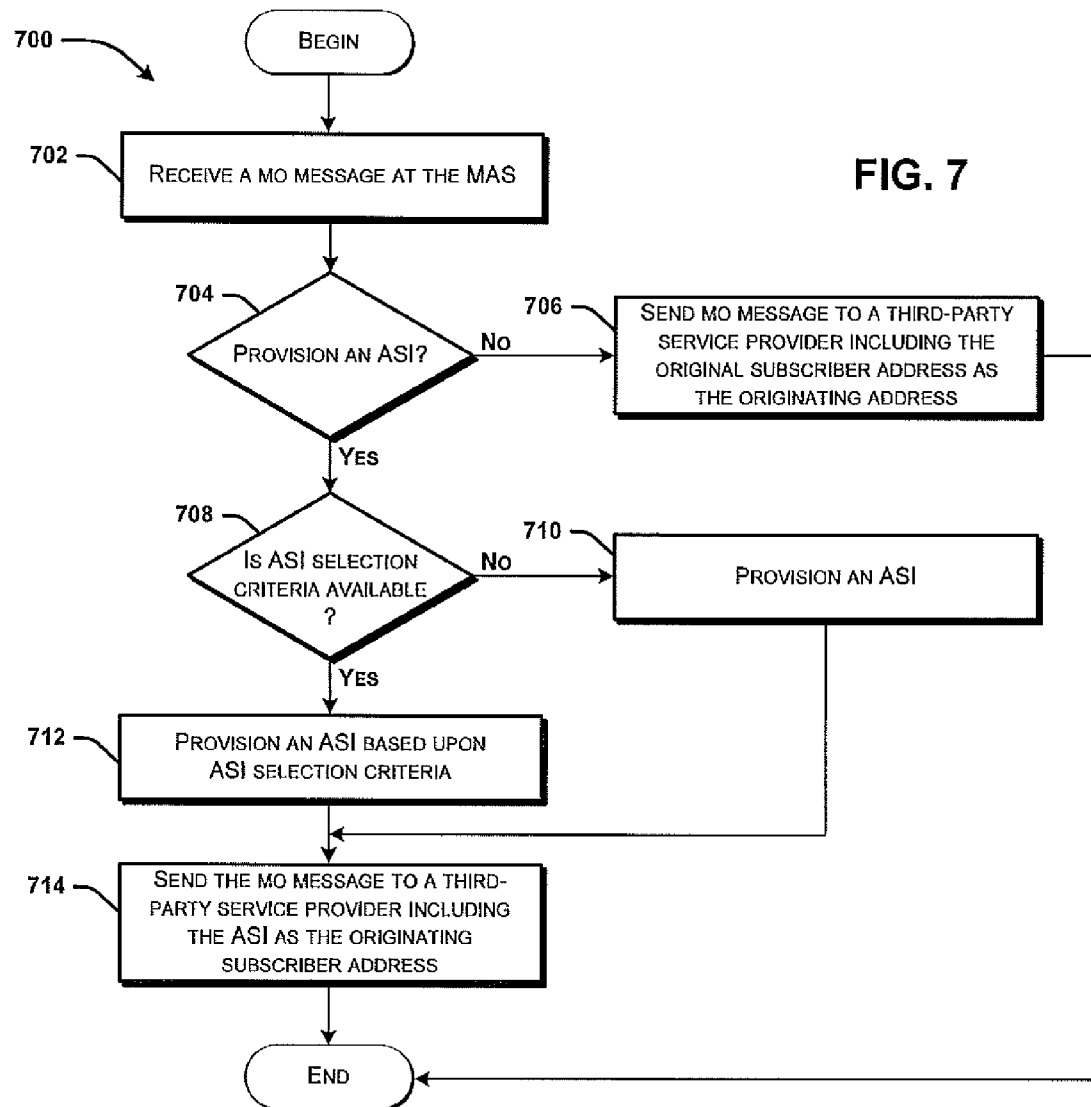 700
BEGIN
702
RECEIVE A MO MESSAGE AT THE MAS
FIG. 7
704
PROVISION AN ASI?
NO
706
SEND MO MESSAGE TO A THIRD-PARTY
SERVICE PROVIDER INCLUDING THE
ORIGINAL SUBSCRIBER ADDRESS AS
THE ORIGINATING ADDRESS
YES
708
IS ASI SELECTION
CRITERIA AVAILABLE
?
NO
710
PROVISION AN ASI
YES
712
PROVISION AN ASI BASED UPON
ASI SELECTION CRITERIA
714
SEND THE MO MESSAGE TO A THIRD-
PARTY SERVICE PROVIDER INCLUDING
THE ASI AS THE ORIGINATING
SUBSCRIBER ADDRESS
END